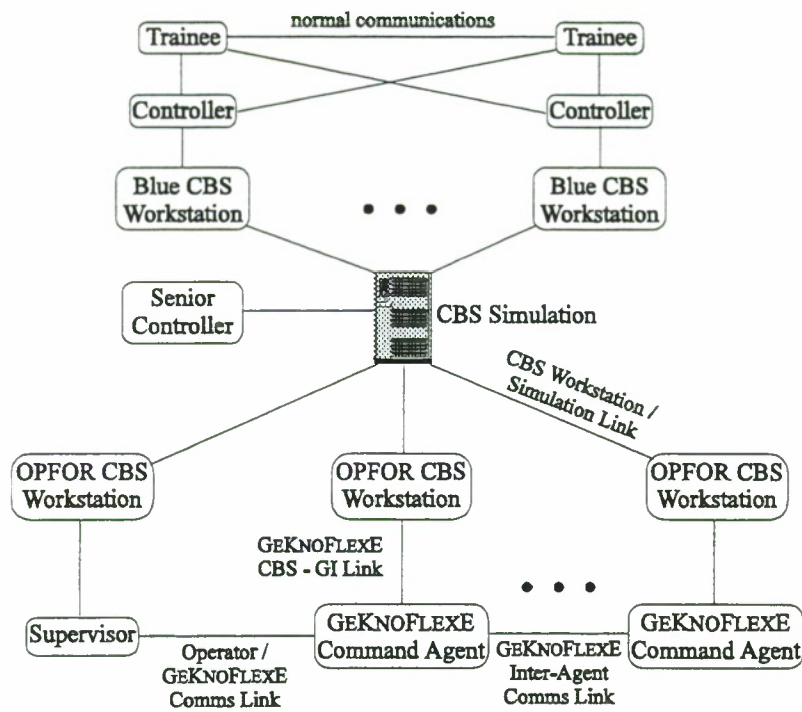 normal communications
Trainee
Trainee
Controller
Controller
Blue CBS
Workstation
Blue CBS
Workstation
Senior
Controller
CBS Simulation
CBS Workstation /
Simulation Link
OPFOR CBS
Workstation
OPFOR CBS
Workstation
OPFOR CBS
Workstation
GEKNOFLEXE
CBS - GI Link
Supervisor
GEKNOFLEXE
Command Agent
GEKNOFLEXE
Command Agent
Operator /
GEKNOFLEXE
Comms Link
GEKNOFLEXE
Inter-Agent
Comms Link